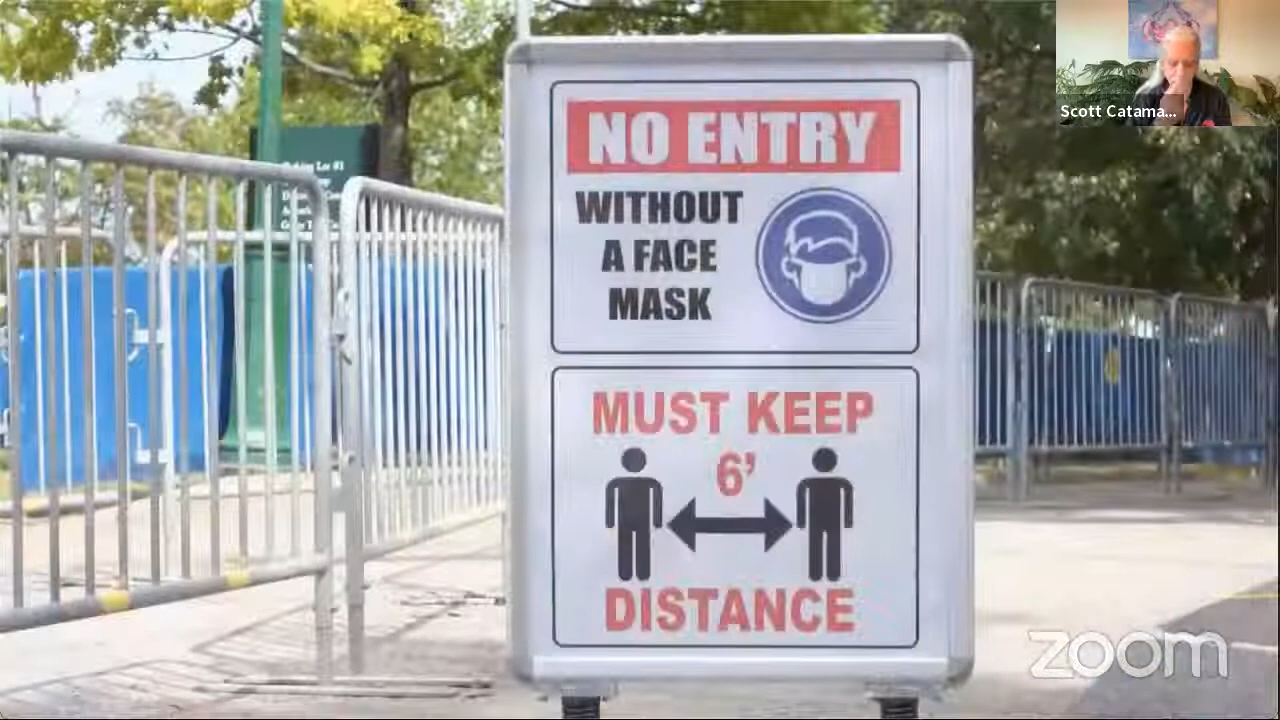 Scott Catama...
NO ENTRY
WITHOUT
A FACE
MASK
MUST KEEP
6'
DISTANCE
zoom